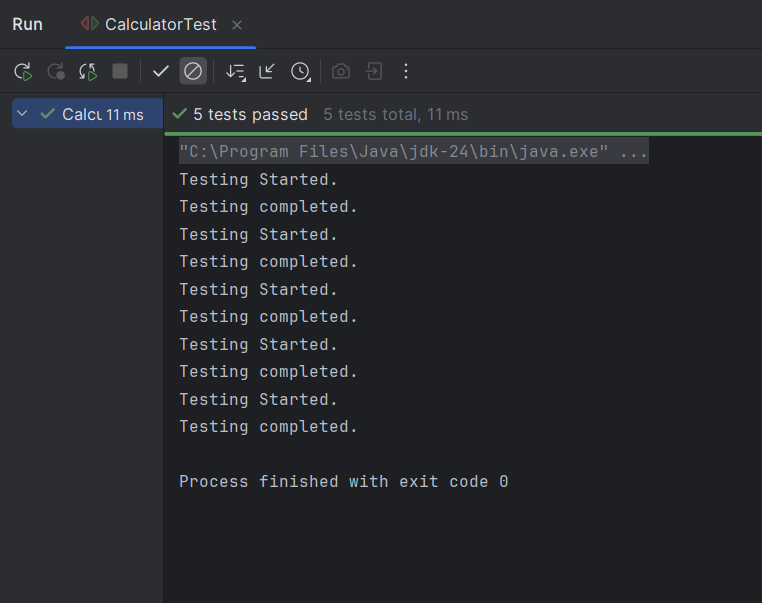 Run CalculatorTest
Calcu 11 ms
5 tests passed 5 tests total, 11 ms
"C:\Program Files\Java\jdk-24\bin\java.exe" ...
Testing Started.
Testing completed.
Testing Started.
Testing completed.
Testing Started.
Testing completed.
Testing Started.
Testing completed.
Testing Started.
Testing completed.
Process finished with exit code 0